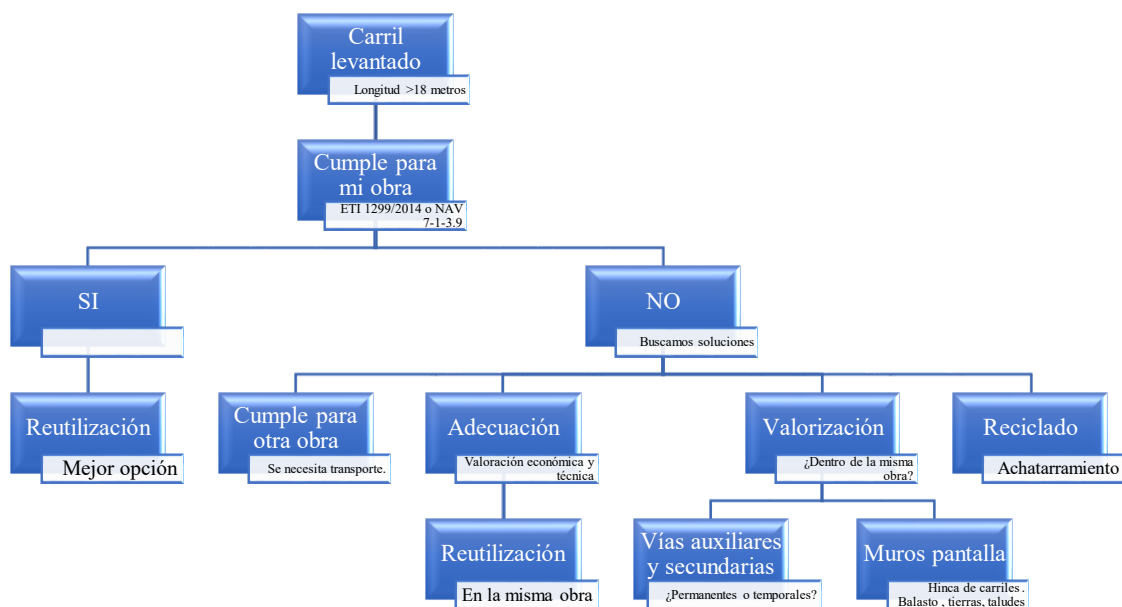 Carril
levantado
Longitud >18 metros
Cumple para
mi obra
ETI 1299/2014 o NAV
7-1-3.9
SI
NO
Buscamos soluciones
Reutilización
Mejor opción
Cumple para
otra obra
Se necesita transporte.
Adecuación
Valoración económica y
técnica
Valorización
¿Dentro de la misma
obra?
Reciclado
Achatarramiento
Reutilización
En la misma obra
Vías auxiliares
y secundarias
¿Permanentes o temporales?
Muros pantalla
Hinca de carriles.
Balasto , tierras, taludes